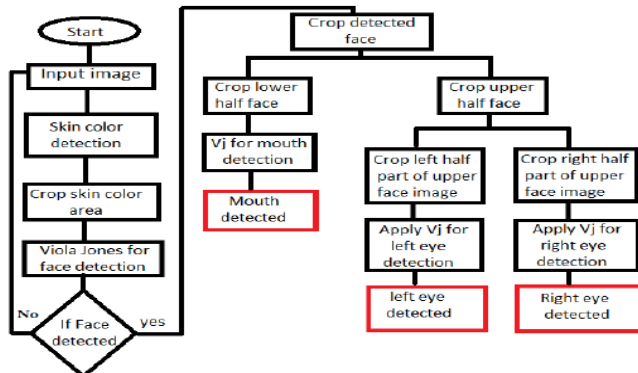 Start
Input image
Skin color
detection
Crop skin color
area
Viola Jones for
face detection
No
If Face
detected
yes
Crop detected
face
Crop lower
half face
Vj for mouth
detection
Mouth
detected
Crop upper
half face
Crop left half
part of upper
face image
Apply Vj for
left eye
detection
left eye
detected
Crop right half
part of upper
face image
Apply Vj for
right eye
detection
Right eye
detected